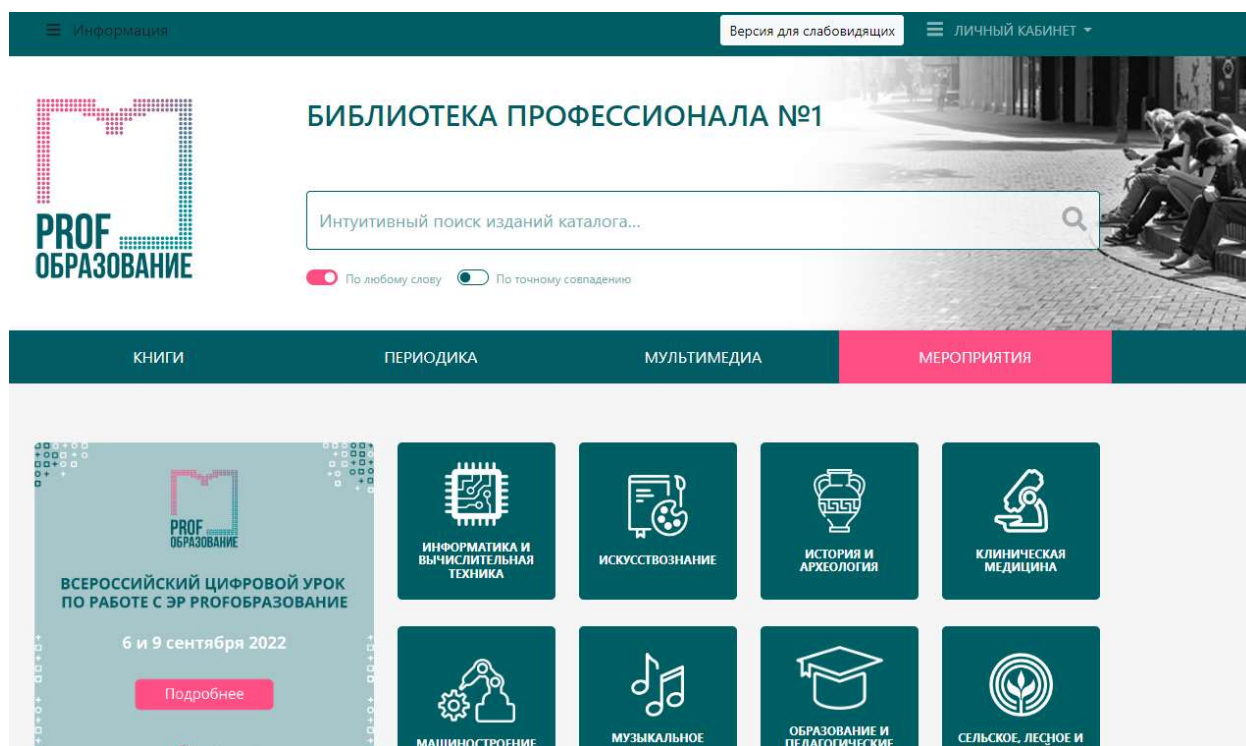 Информация
Версия для слабовидящих
ЛИЧНЫЙ КАБИНЕТ
PROF
ОБРАЗОВАНИЕ
БИБЛИОТЕКА ПРОФЕССИОНАЛА №1
Интуитивный поиск изданий каталога...
По любому слову
По точному совпадению
КНИГИ
ПЕРИОДИКА
МУЛЬТИМЕДИА
МЕРОПРИЯТИЯ
PROF
ОБРАЗОВАНИЕ
ВСЕРОССИЙСКИЙ ЦИФРОВОЙ УРОК
ПО РАБОТЕ С ЭР PROFОБРАЗОВАНИЕ
6 и 9 сентября 2022
Подробнее
ИНФОРМАТИКА И
ВЫЧИСЛИТЕЛЬНАЯ
ТЕХНИКА
ИСКУССТВОЗНАНИЕ
ИСТОРИЯ И
АРХЕОЛОГИЯ
КЛИНИЧЕСКАЯ
МЕДИЦИНА
МАШИНОСТРОЕНИЕ
МУЗЫКАЛЬНОЕ
ОБРАЗОВАНИЕ И
ПЕДАГОГИЧЕСКИЕ
СЕЛЬСКОЕ, ЛЕСНОЕ И